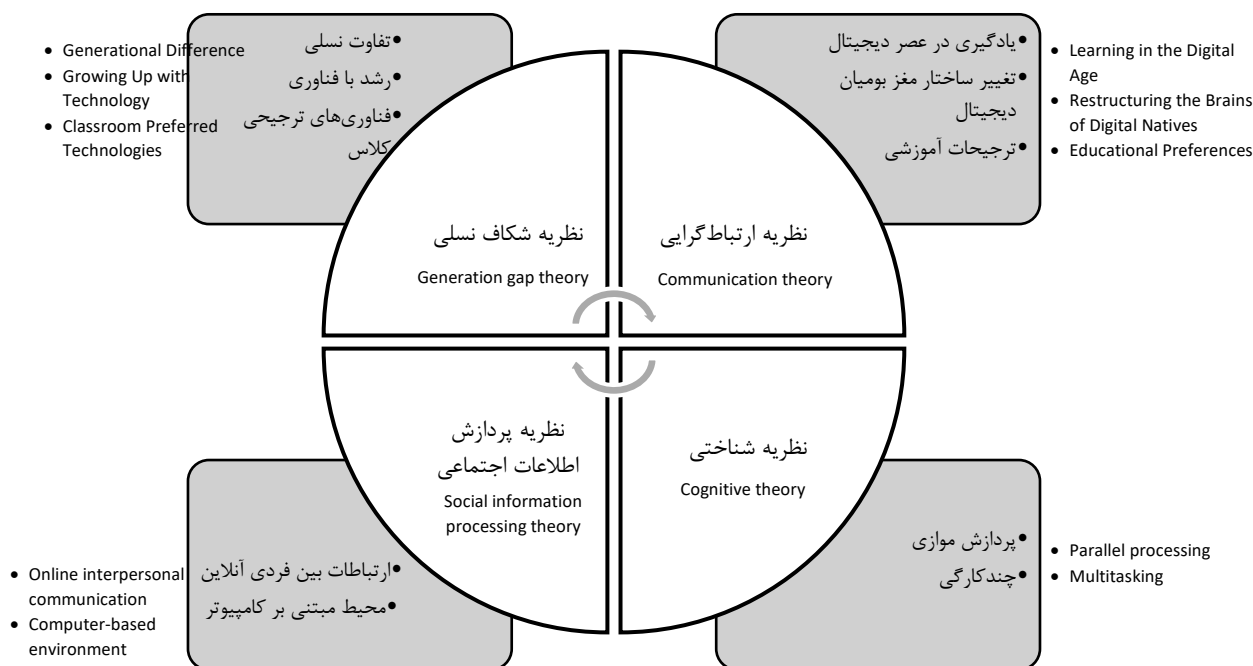 • Generational Difference
• Growing Up with
Technology
• Classroom Preferred
Technologies
•تفاوت نسلی
•رشد با فناوری
•فناوری‌های ترجیحی
کلاس
•یادگیری در عصر دیجیتال
•تغییر ساختار مغز بومیان
دیجیتال
•ترجیحات آموزشی
• Learning in the Digital
Age
• Restructuring the Brains
of Digital Natives
• Educational Preferences
نظریه شکاف نسلی
Generation gap theory
نظریه ارتباط‌گرایی
Communication theory
نظریه پردازش
اطلاعات اجتماعی
Social information
processing theory
نظریه شناختی
Cognitive theory
• Online interpersonal
communication
• Computer-based
environment
•ارتباطات بین فردی آنلاین
•محیط مبتنی بر کامپیوتر
•پردازش موازی
•چندکارگی
• Parallel processing
• Multitasking